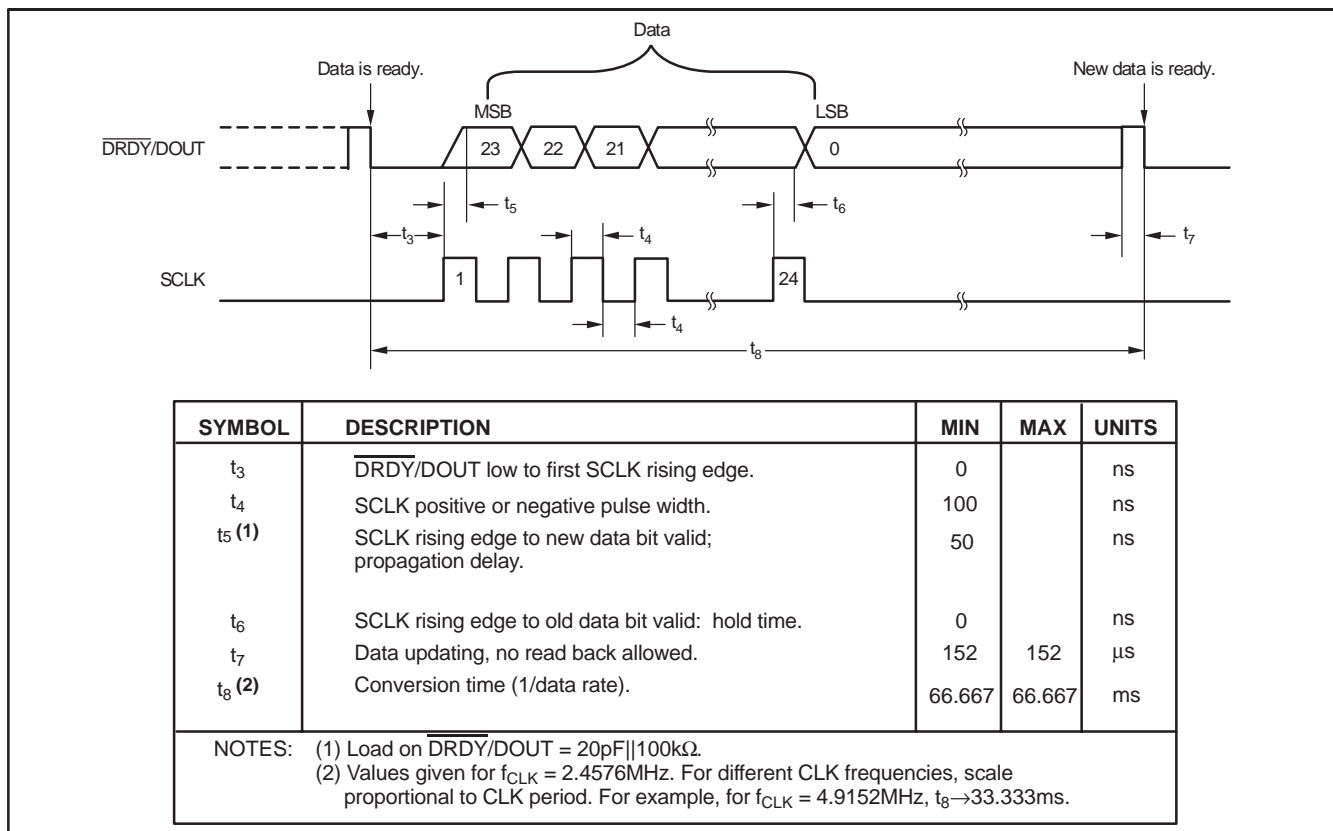 Data
Data is ready.
New data is ready.
MSB
LSB
DRDY/DOUT
23
22
21
0
t5
t6
t3
t4
t7
SCLK
1
24
t4
t8
SYMBOL DESCRIPTION MIN MAX UNITS
t3 DRDY/DOUT low to first SCLK rising edge. 0 ns
t4 SCLK positive or negative pulse width. 100 ns
t5 (1) SCLK rising edge to new data bit valid; 50 ns
propagation delay.
t6 SCLK rising edge to old data bit valid: hold time. 0 ns
t7 Data updating, no read back allowed. 152 152 μs
t8 (2) Conversion time (1/data rate). 66.667 66.667 ms
NOTES: (1) Load on DRDY/DOUT = 20pF||100kΩ.
(2) Values given for fCLK = 2.4576MHz. For different CLK frequencies, scale
proportional to CLK period. For example, for fCLK = 4.9152MHz, t8→33.333ms.